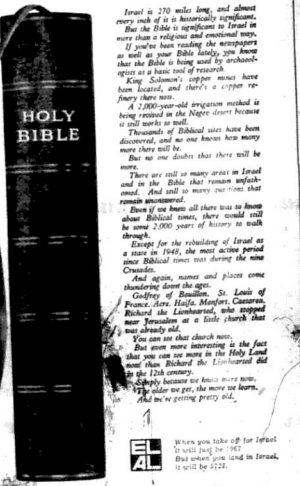 HOLY
BIBLE
Israel is 270 miles long, and almost
every inch of it is historically significant,
But the Bible is significant to Israel in
more than a religious and emotional way.
If you've been reading the newspapers
as well as your Bible lately, you know
that the Bible is being used by archaeol-
ogists as a basic tool of research.
King Solomon's copper mines have
been located, and there's a copper re-
finery there now.
A 2,000-year-old irrigation method is
being revived in the Negev desert because
it still works so well.
Thousands of Biblical sites have been
discovered, and no one knows how many
more there will be.
But no one doubts that there will be
more.
There are still so many areas in Israel
and in the Bible that remain unfath-
omed. And still so many questions that
remain unanswered.
Even if we knew all there was to know
about Biblical times, there would still
be some 2,000 years of history to walk
through.
Except for the rebuilding of Israel as
a state in 1948, the most active period
since Biblical times was during the nine
Crusades.
And again, names and places come
thundering down the ages.
Godfrey of Bouillon. St. Louis of
France. Acre. Haifa. Monfort. Caesarea.
Richard the Lionhearted, who stopped
near Jerusalem at a little church that
was already old.
You can see that church now.
But even more interesting is the fact
that you can see more in the Holy Land
now than Richard the Lionhearted did
in the 12th century.
Simply because we know more now.
The older we get, the more we learn.
And we're getting pretty old.
EL
AL
When you take off for Israel
it will just be 1967
But when you land in Israel,
it will be 5728.